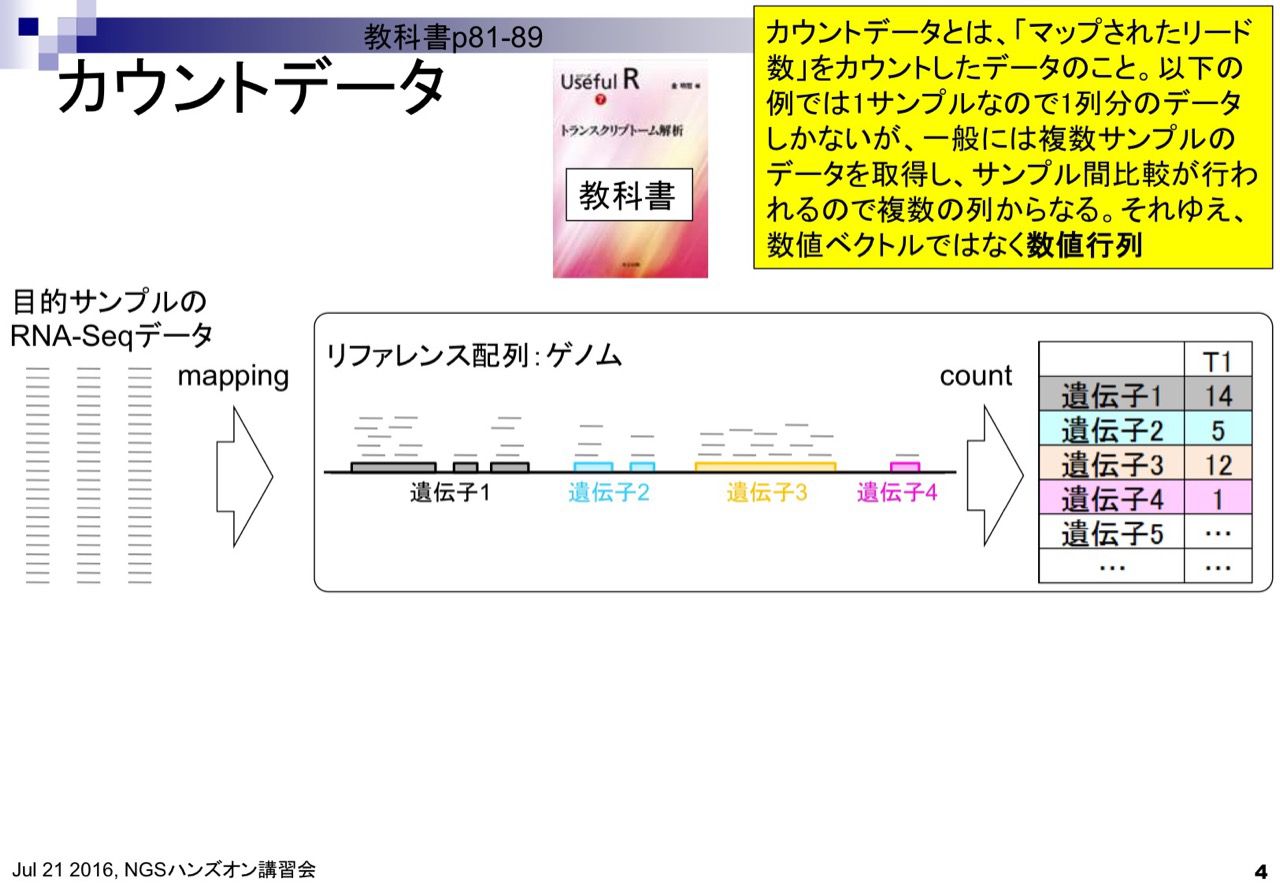 教科書p81-89
カウントデータ
カウントデータとは、「マップされたリード
数」をカウントしたデータのこと。以下の
例では1サンプルなので1列分のデータ
しかないが、一般には複数サンプルの
データを取得し、サンプル間比較が行わ
れるので複数の列からなる。それゆえ、
数値ベクトルではなく数値行列
Useful R
7
トランスクリプトーム解析
教科書
目的サンプルの
RNA-Seqデータ
mapping
リファレンス配列:ゲノム
遺伝子1 遺伝子2 遺伝子3 遺伝子4
count
T1
遺伝子1 14
遺伝子2 5
遺伝子3 12
遺伝子4 1
遺伝子5 …
… …
Jul 21 2016, NGSハンズオン講習会
4